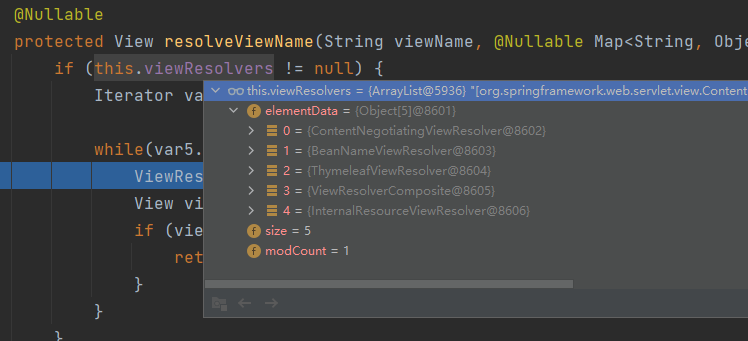 @Nullable
protected View resolveViewName(String viewName, @Nullable Map<String, Obje
if (this.viewResolvers != null) {
Iterator va
this.viewResolvers = {ArrayList@5936} "[org.springframework.web.servlet.view.Content
elementData = {Object[5]@8601}
0 = {ContentNegotiatingViewResolver@8602}
while(var5.
1 = {BeanNameViewResolver@8603}
ViewRes
2 = {ThymeleafViewResolver@8604}
View vi
3 = {ViewResolverComposite@8605}
4 = {InternalResourceViewResolver@8606}
if (vie
size = 5
ret
modCount = 1
}
}
}